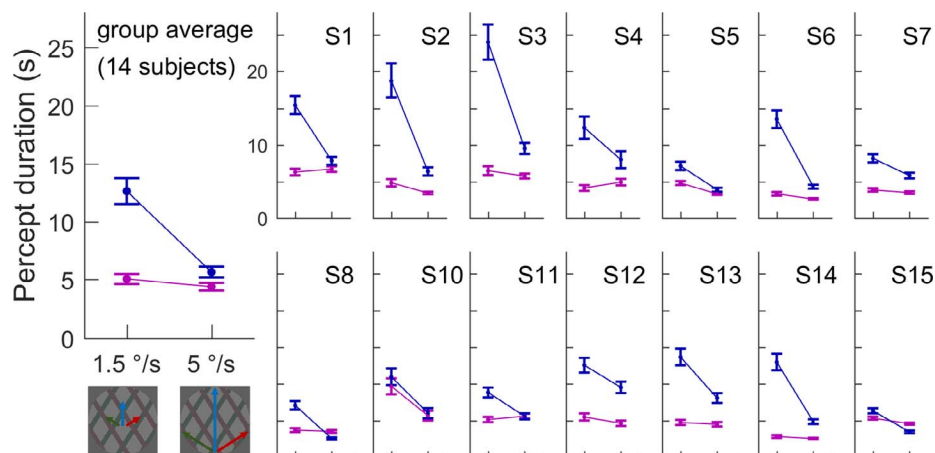 Percept duration (s)
25
20
15
10
5
0
group average
(14 subjects)
1.5 °/s
5 °/s
20
10
0
S1
S2
S3
S4
S5
S6
S7
S8
S10
S11
S12
S13
S14
S15